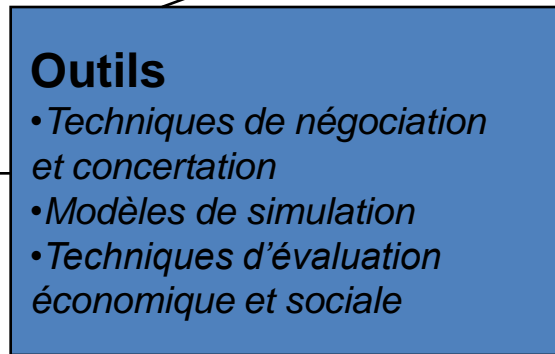 Outils
•Techniques de négociation
et concertation
•Modèles de simulation
•Techniques d’évaluation
économique et sociale